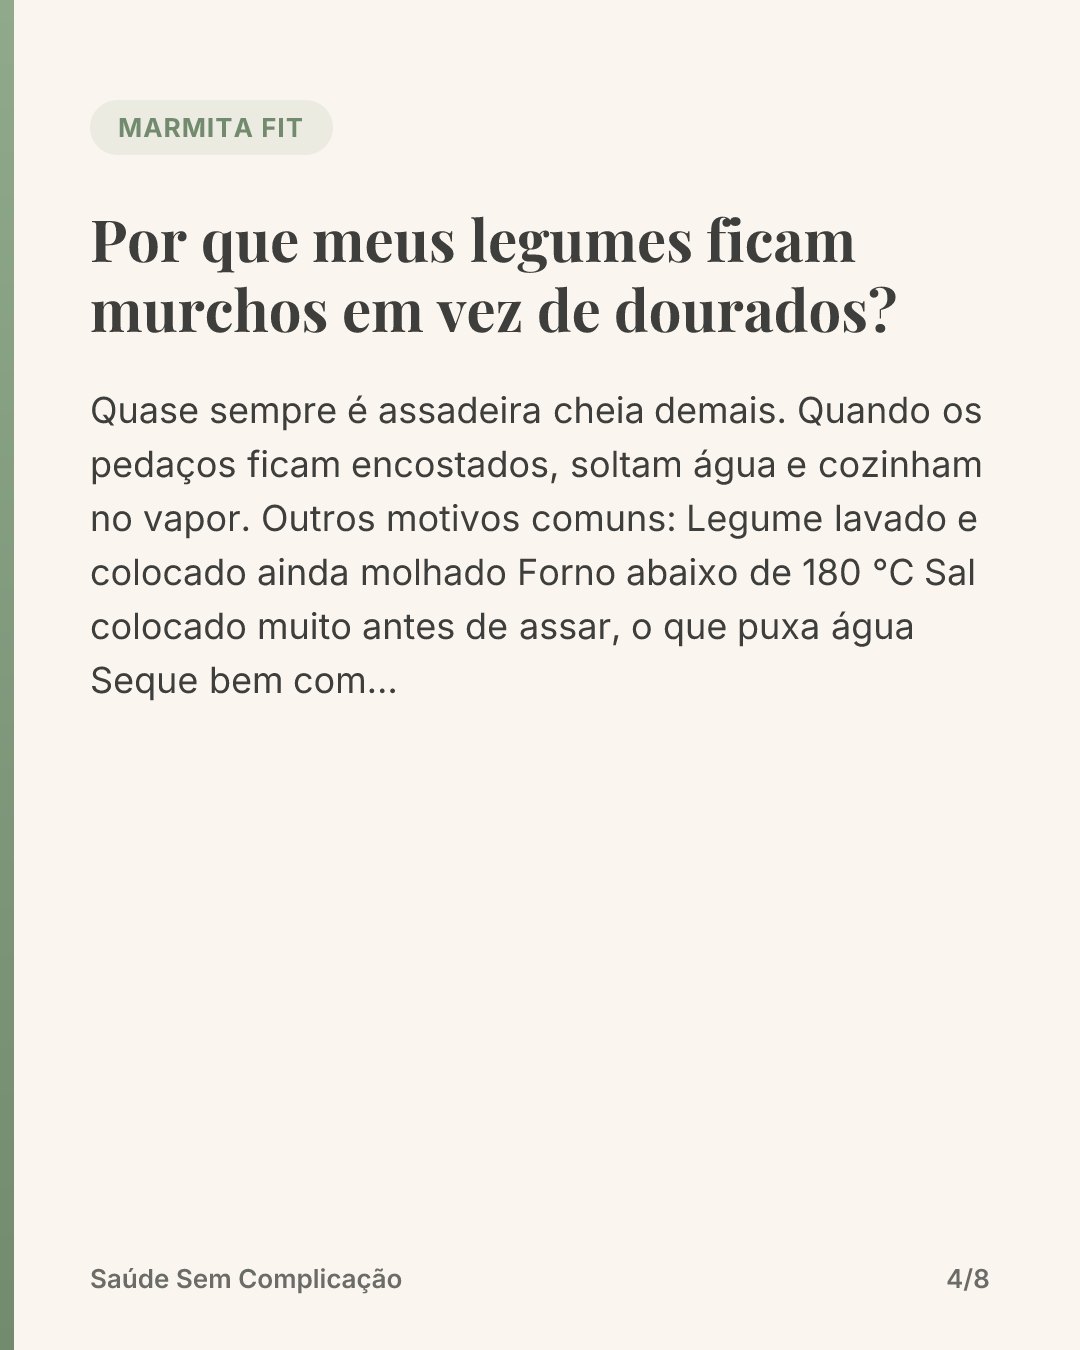 MARMITA FIT
Por que meus legumes ficam
murchos em vez de dourados?
Quase sempre é assadeira cheia demais. Quando os
pedaços ficam encostados, soltam água e cozinham
no vapor. Outros motivos comuns: Legume lavado e
colocado ainda molhado Forno abaixo de 180 °C Sal
colocado muito antes de assar, o que puxa água
Seque bem com...
Saúde Sem Complicação
4/8